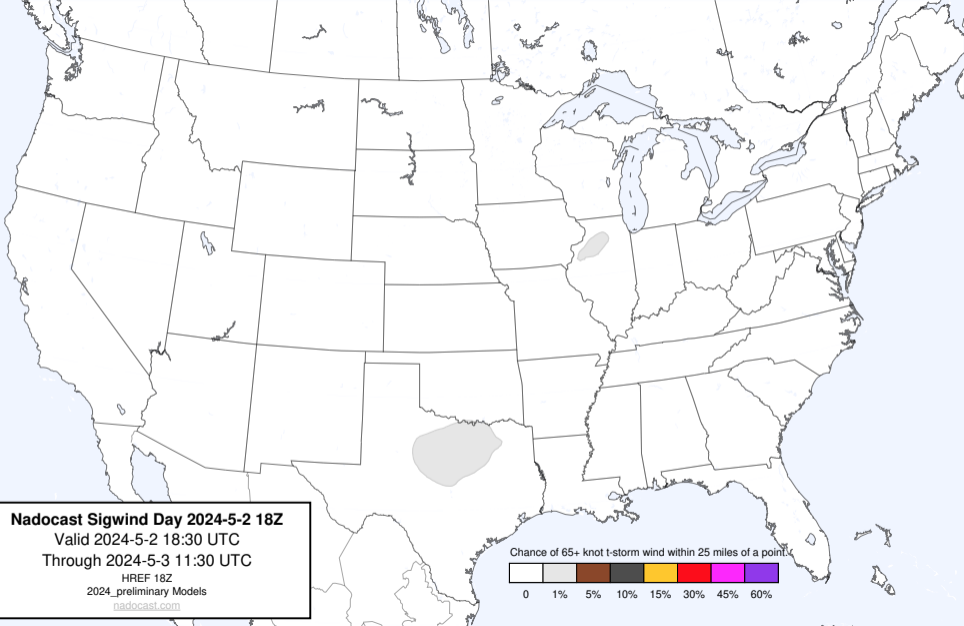 Nadocast Sigwind Day 2024-5-2 18Z
Valid 2024-5-2 18:30 UTC
Through 2024-5-3 11:30 UTC
HREF 18Z
2024_preliminary Models
nadocast.com
Chance of 65+ knot t-storm wind within 25 miles of a point.
0 1% 5% 10% 15% 30% 45% 60%